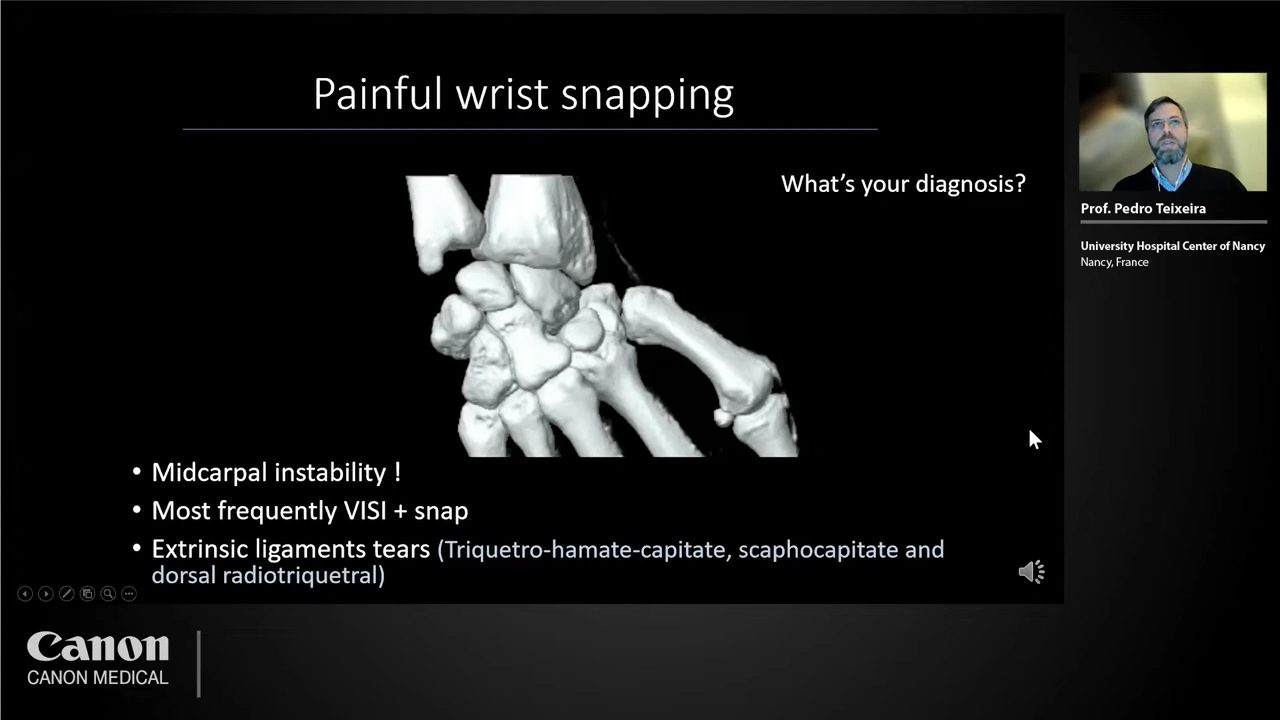 Painful wrist snapping
What's your diagnosis?
• Midcarpal instability !
• Most frequently VISI + snap
• Extrinsic ligaments tears (Triquetro-hamate-capitate, scaphocapitate and
dorsal radiotriquetral)
Prof. Pedro Teixeira
University Hospital Center of Nancy
Nancy, France
Canon
CANON MEDICAL